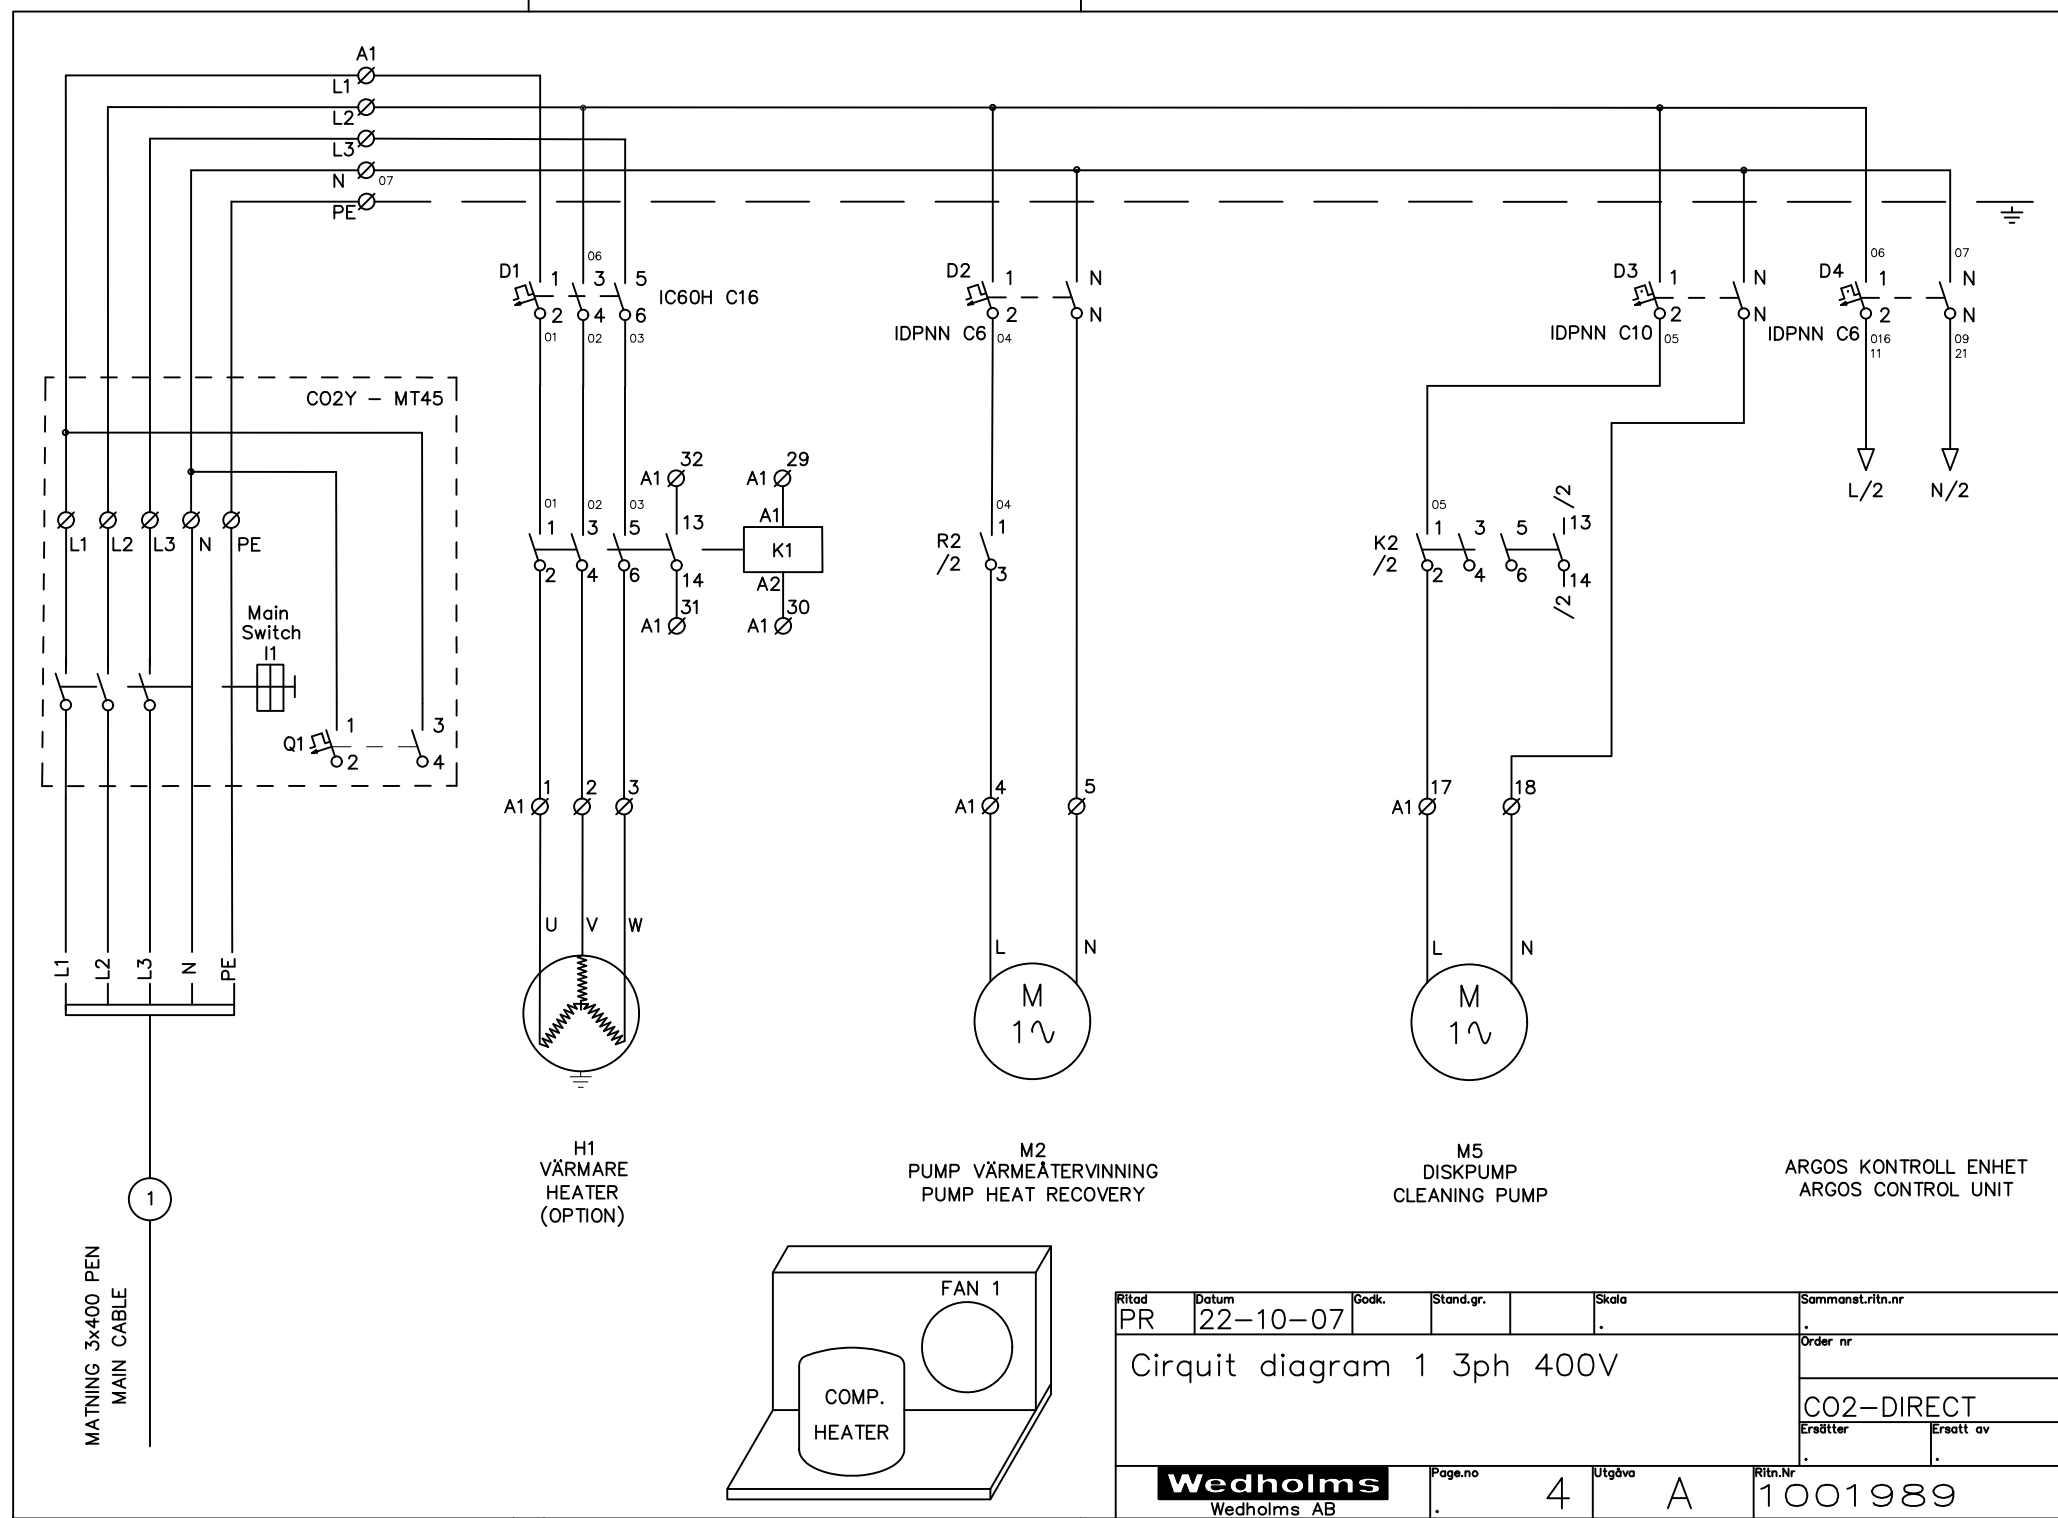 A1
L1
L2
L3
N 07
PE
06 06 07
D1 1 3 5 IC60H C16
2 4 6
01 02 03
D2 1 N
2 N
IDPNN C6 04
D3 1 N
2 N
IDPNN C10 05
D4 1 N
2 N
IDPNN C6 016 09
11 21
L/2 N/2
CO2Y - MT45
L1 L2 L3 N PE
Main
Switch
I1
Q1 1 3
2 4
01 02 03
1 3 5 13
2 4 6 14
A1 32
A1 31
A1 29
A1
K1
A2
A1 30
04
R2 1
/2 3
05
K2 1 3 5 13 /2
/2 2 4 6 14 /2
A1 1 2 3
A1 4 5
A1 17 18
U V W
L N
L N
L1 L2 L3 N PE
M
1∿
M
1∿
H1
VÄRMARE
HEATER
(OPTION)
M2
PUMP VÄRMEÅTERVINNING
PUMP HEAT RECOVERY
M5
DISKPUMP
CLEANING PUMP
ARGOS KONTROLL ENHET
ARGOS CONTROL UNIT
1
MATNING 3x400 PEN
MAIN CABLE
FAN 1
COMP.
HEATER
Ritad Datum Godk. Stand.gr. Skala Sammanst.ritn.nr
PR 22-10-07 . .
Order nr
Cirquit diagram 1 3ph 400V
CO2-DIRECT
Ersätter Ersatt av
. .
Wedholms
Wedholms AB
Page.no Utgåva Ritn.Nr
. 4 A 1001989